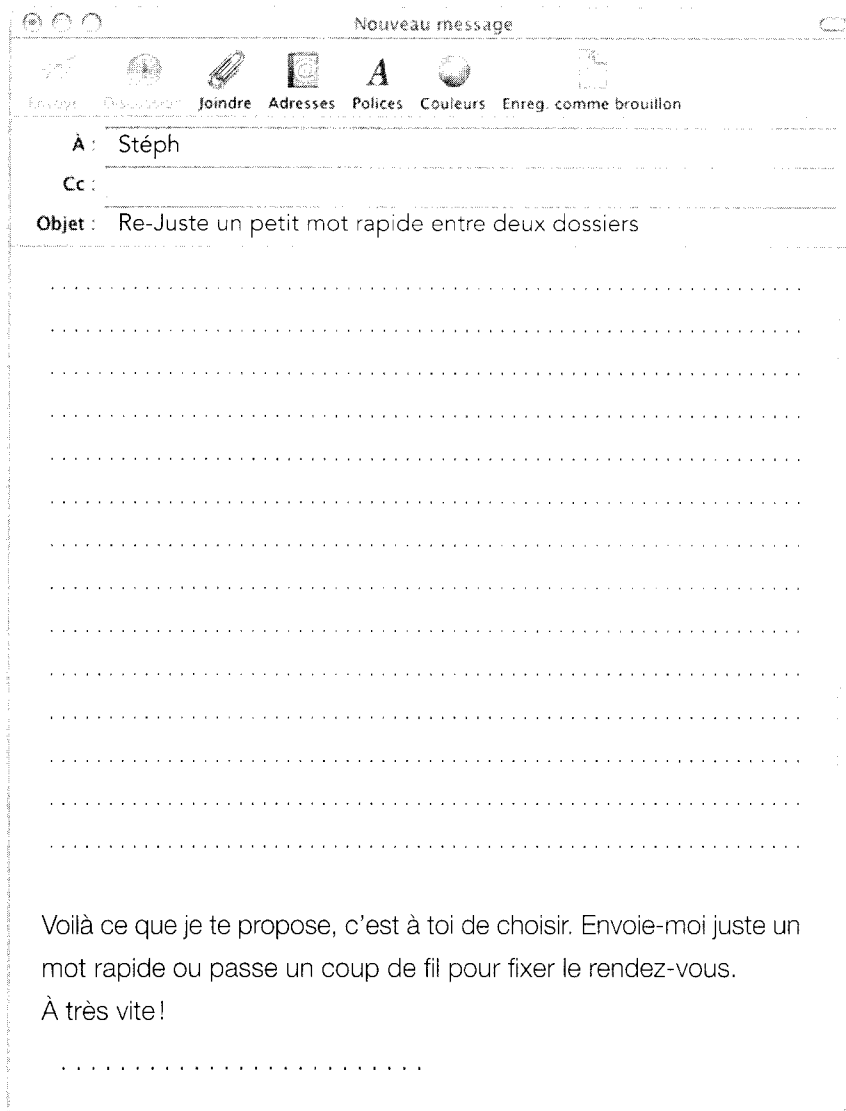 Nouveau message
Envoyer Discussion Joindre Adresses Polices Couleurs Enreg. comme brouillon
À : Stéph
Cc :
Objet : Re-Juste un petit mot rapide entre deux dossiers
Voilà ce que je te propose, c'est à toi de choisir. Envoie-moi juste un
mot rapide ou passe un coup de fil pour fixer le rendez-vous.
À très vite !